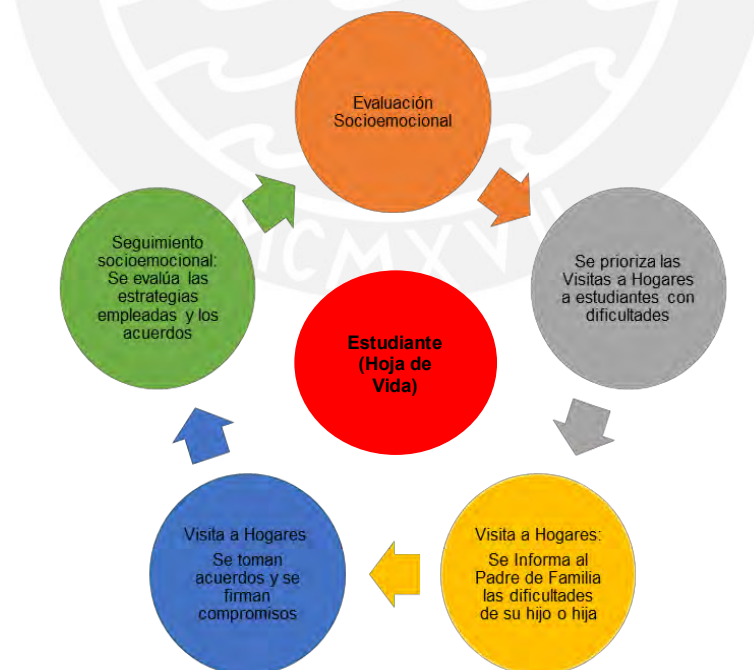 Evaluación
Socioemocional
Se prioriza las
Visitas a Hogares
a estudiantes con
dificultades
Visita a Hogares:
Se Informa al
Padre de Familia
las dificultades
de su hijo o hija
Visita a Hogares
Se toman
acuerdos y se
firman
compromisos
Seguimiento
socioemocional:
Se evalúa las
estrategias
empleadas y los
acuerdos
Estudiante
(Hoja de
Vida)